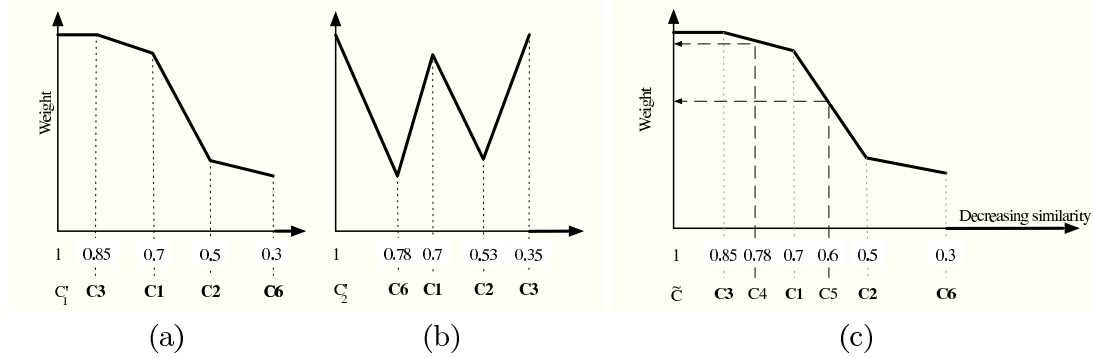 Weight
1 0.85 0.7 0.5 0.3
C'1 C3 C1 C2 C6
(a)
1 0.78 0.7 0.53 0.35
C'2 C6 C1 C2 C3
(b)
Weight
Decreasing similarity
1 0.85 0.78 0.7 0.6 0.5 0.3
C̃ C3 C4 C1 C5 C2 C6
(c)